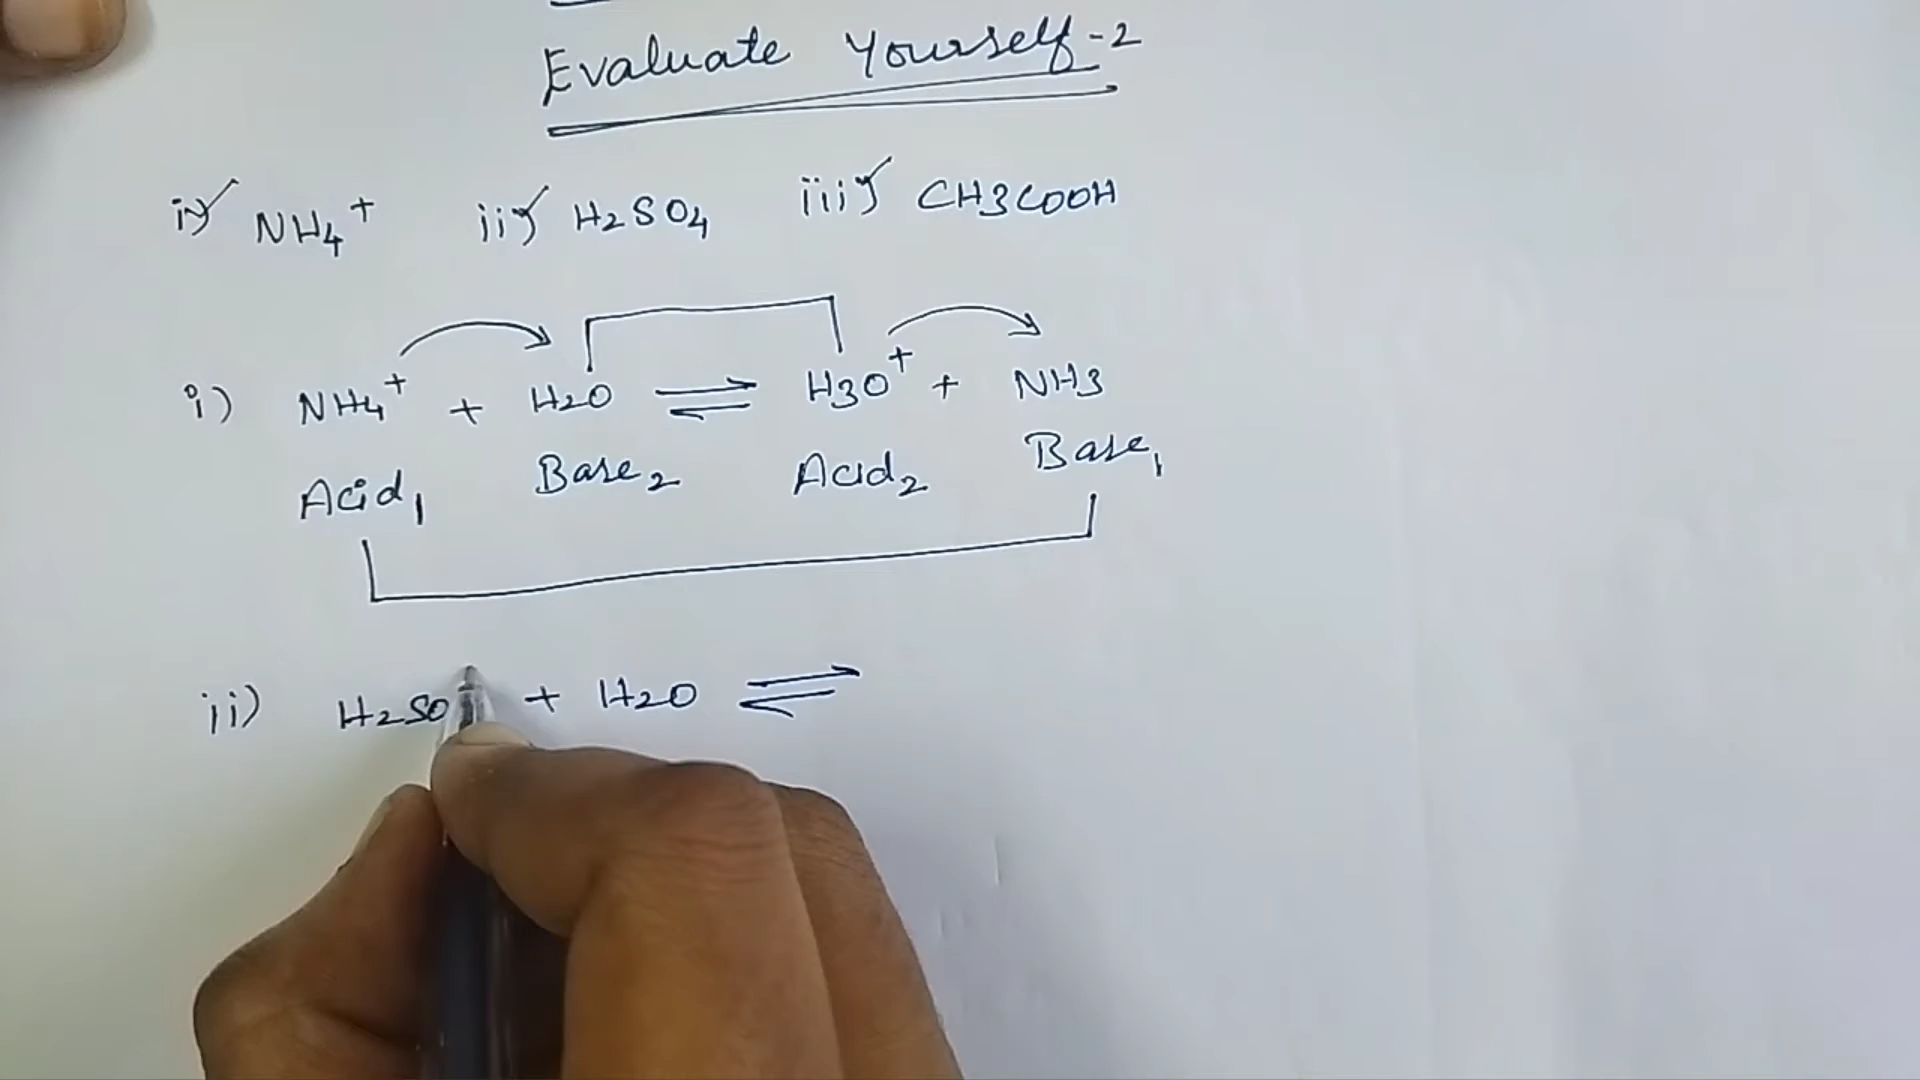 Evaluate Yourself-2
i) NH4+ ii) H2SO4 iii) CH3COOH
i) NH4+ + H2O ⇌ H3O+ + NH3
Acid1 Base2 Acid2 Base1
ii) H2SO + H2O ⇌